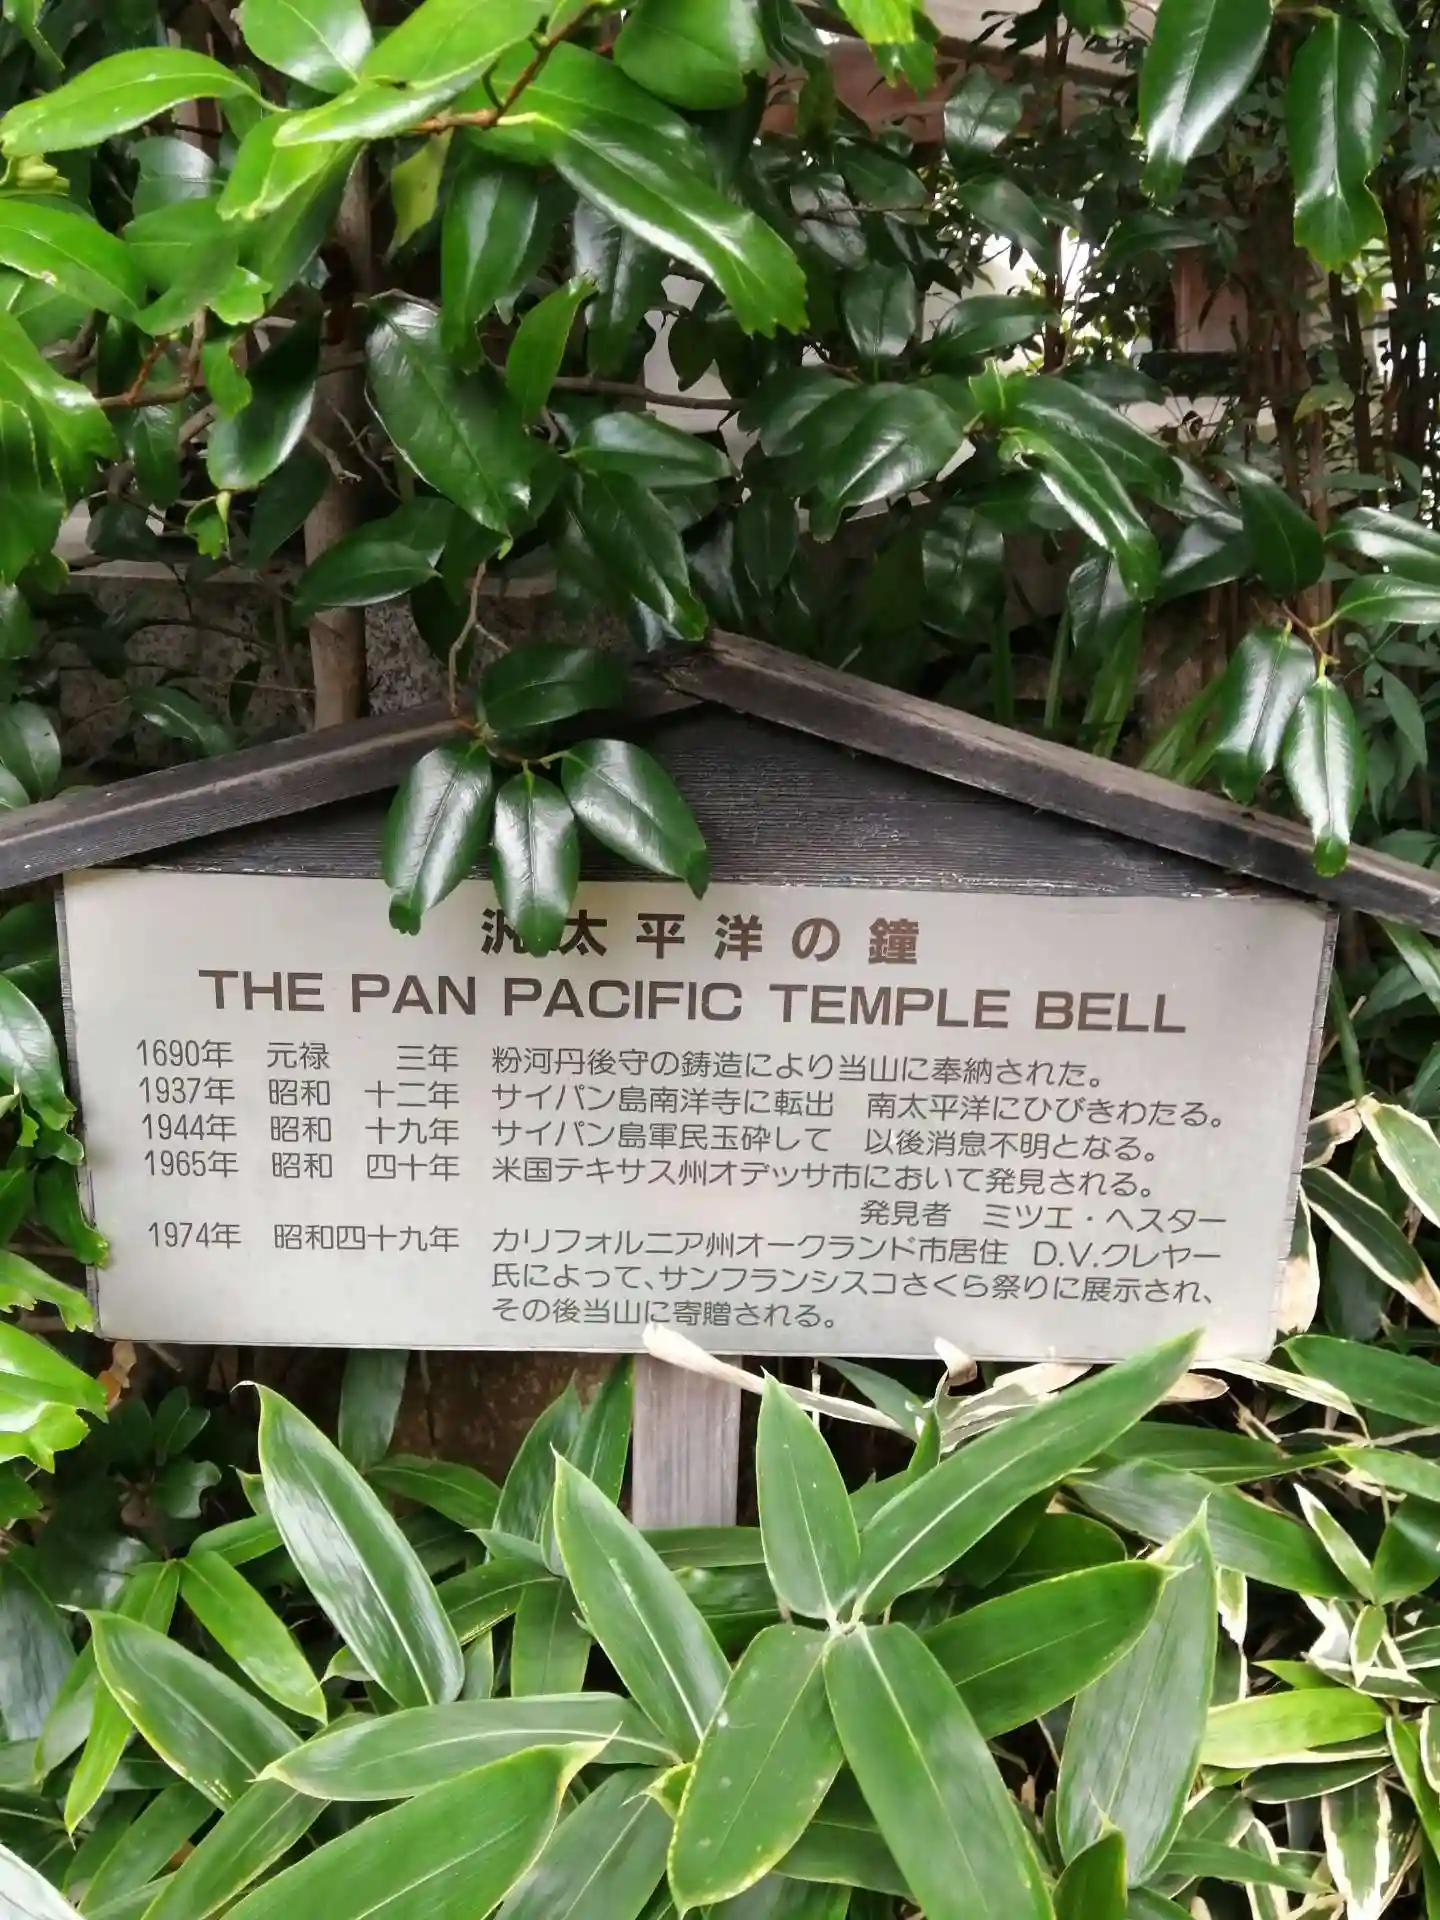 汎太平洋の鐘
THE PAN PACIFIC TEMPLE BELL
1690年 元禄 三年 粉河丹後守の鋳造により当山に奉納された。
1937年 昭和 十二年 サイパン島南洋寺に転出 南太平洋にひびきわたる。
1944年 昭和 十九年 サイパン島軍民玉砕して 以後消息不明となる。
1965年 昭和 四十年 米国テキサス州オデッサ市において発見される。
発見者 ミツエ・ヘスター
1974年 昭和四十九年 カリフォルニア州オークランド市居住 D.V.クレヤー
氏によって、サンフランシスコさくら祭りに展示され、
その後当山に寄贈される。